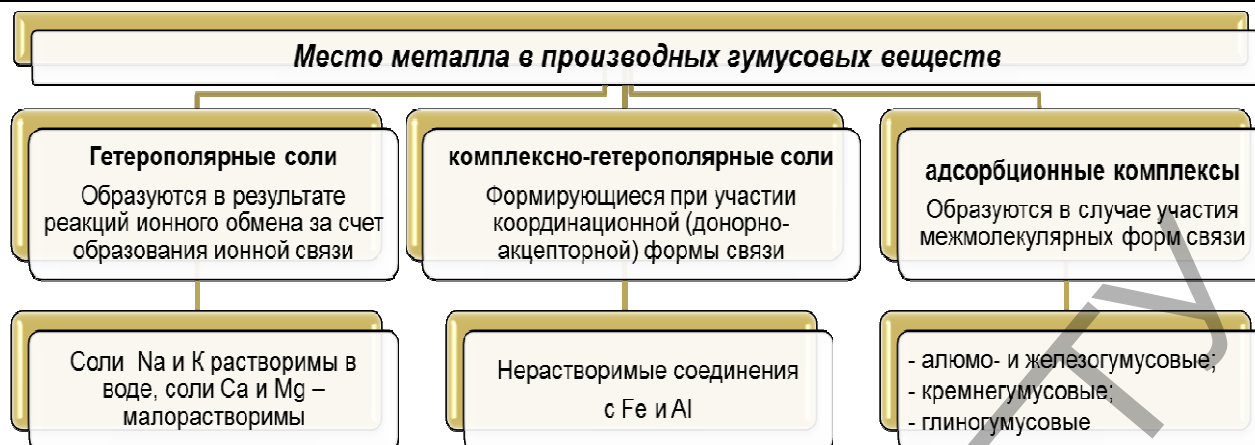 Место металла в производных гумусовых веществ
Гетерополярные соли
Образуются в результате
реакций ионного обмена за счет
образования ионной связи
комплексно-гетерополярные соли
Формирующиеся при участии
координационной (донорно-
акцепторной) формы связи
адсорбционные комплексы
Образуются в случае участия
межмолекулярных форм связи
Соли Na и К растворимы в
воде, соли Са и Mg –
малорастворимы
Нерастворимые соединения
с Fe и Al
- алюмо- и железогумусовые;
- кремнегумусовые;
- глиногумусовые
ТУ